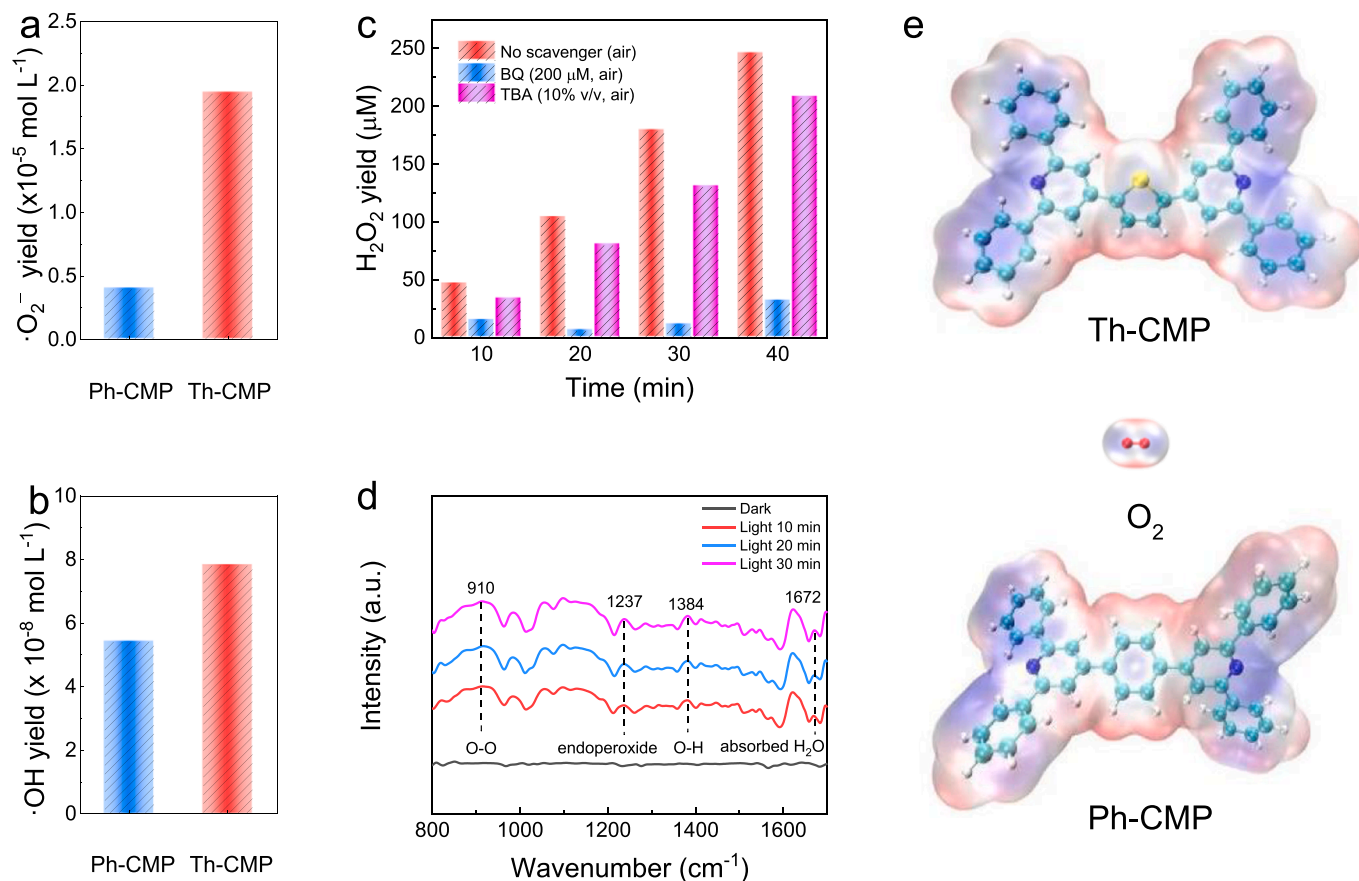 a
·O₂⁻ yield (x10⁻⁵ mol L⁻¹)
2.5
2.0
1.5
1.0
0.5
0.0
Ph-CMP Th-CMP
b
·OH yield (x 10⁻⁸ mol L⁻¹)
10
8
6
4
2
0
Ph-CMP Th-CMP
c
H₂O₂ yield (μM)
250
200
150
100
50
0
No scavenger (air)
BQ (200 μM, air)
TBA (10% v/v, air)
10 20 30 40
Time (min)
d
Intensity (a.u.)
Dark
Light 10 min
Light 20 min
Light 30 min
910 1237 1384 1672
O-O endoperoxide O-H absorbed H₂O
800 1000 1200 1400 1600
Wavenumber (cm⁻¹)
e
Th-CMP
O₂
Ph-CMP